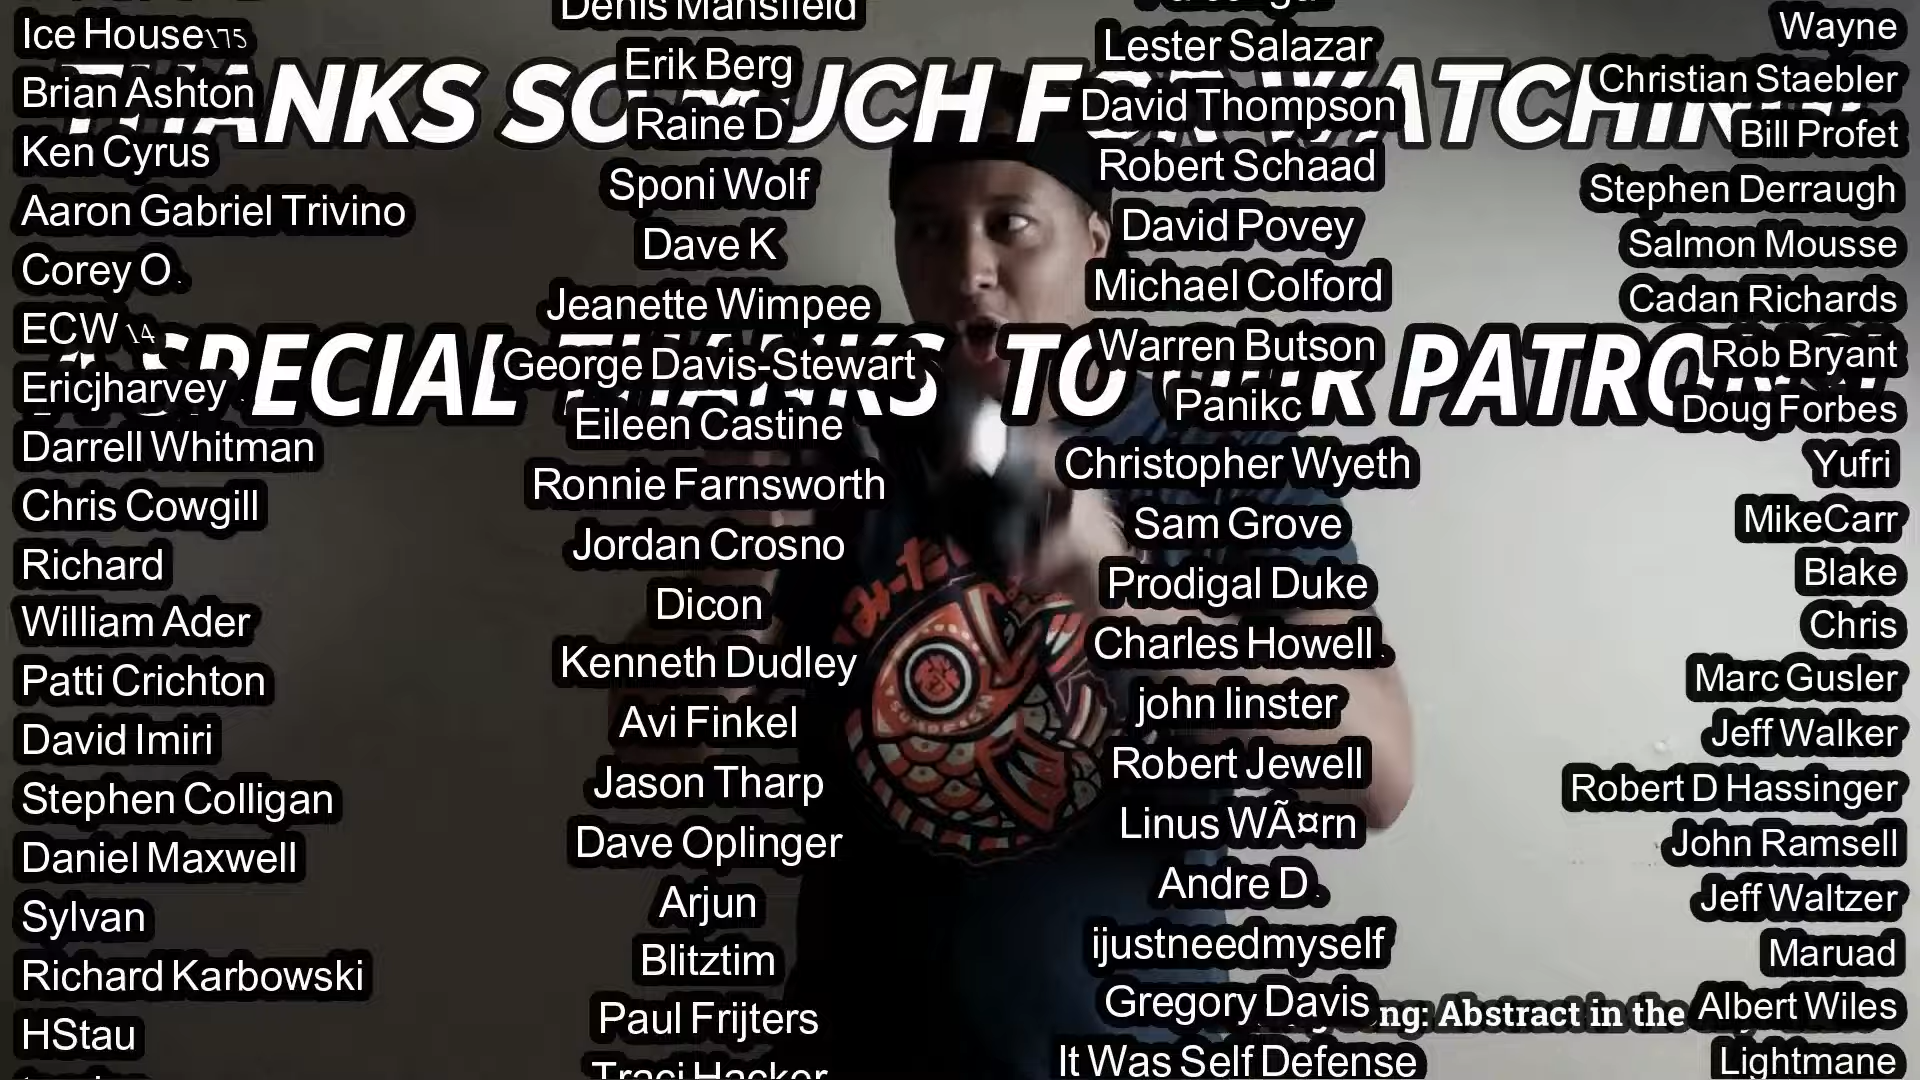 THANKS SO MUCH FOR WATCHING!
A SPECIAL THANKS TO OUR PATRONS!
Ice House175
Brian Ashton
Ken Cyrus
Aaron Gabriel Trivino
Corey O.
ECW 14
Ericjharvey .
Darrell Whitman
Chris Cowgill
Richard
William Ader
Patti Crichton
David Imiri
Stephen Colligan
Daniel Maxwell
Sylvan
Richard Karbowski
HStau
Denis Mansfield
Erik Berg
Raine D
Sponi Wolf
Dave K
Jeanette Wimpee
George Davis-Stewart
Eileen Castine
Ronnie Farnsworth
Jordan Crosno
Dicon
Kenneth Dudley
Avi Finkel
Jason Tharp
Dave Oplinger
Arjun
Blitztim
Paul Frijters
Traci Hacker
Lester Salazar
David Thompson
Robert Schaad
David Povey
Michael Colford
Warren Butson
Panikc
Christopher Wyeth
Sam Grove
Prodigal Duke
Charles Howell .
john linster
Robert Jewell
Linus WÃ¤rn
Andre D .
ijustneedmyself
Gregory Davis
It Was Self Defense
Wayne
Christian Staebler
Bill Profet
Stephen Derraugh
Salmon Mousse
Cadan Richards
Rob Bryant
Doug Forbes
Yufri
MikeCarr
Blake
Chris
Marc Gusler
Jeff Walker
Robert D Hassinger
John Ramsell
Jeff Waltzer
Maruad
Albert Wiles
Lightmane
ng: Abstract in the